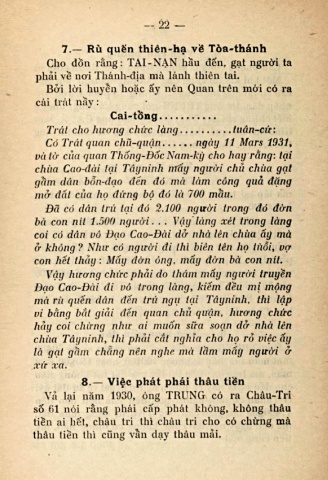 — 22 —
7.— Rù quến thiên-hạ về Tòa-thánh
Cho đồn rằng : TAI-NẠN hầu đến, gạt người ta
phải về nơi Thánh-địa mà lánh thiên tai.
Bởi lời huyễn hoặc ấy nên Quan trên mới có ra
cái trát nầy :
Cai-tổng...........
Trát cho hương chức làng...........tuân-cứ:
Có Trát quan chủ-quận...... ngày 11 Mars 1931,
và tờ của quan Thống-Đốc Nam-kỳ cho hay rằng: tại
chùa Cao-đài tại Tâyninh mấy người chủ chùa gạt
gẫm dân bổn-đạo đến đó mà làm công quả đặng
mở đất của họ đứng bộ đó là 700 mẫu.
Đã có dân trú tại đó 2.100 người trong đó đờn
bà con nít 1.500 người . . . Vậy làng xét trong làng
coi có dân vô Đạo Cao-Đài dở nhà lên chùa ấy mà
ở không ? Như có người đi thì biên tên họ tuổi, vợ
con hết thảy : Mấy đờn ông, mấy đờn bà con nít.
Vậy hương chức phải do thám mấy người truyền
Đạo Cao-Đài đi vô trong làng, kiếm đều mị mộng
mà rù quến dân đến trú ngụ tại Tâyninh, thì lập
vi bằng bắt giải đến quan chủ quận, hương chức
hãy coi chừng như ai muốn sữa soạn dở nhà lên
chùa Tâyninh, thì phải cắt nghĩa cho họ rỏ việc ấy
là gạt gẫm chẳng nên nghe mà lầm mấy người ở
xứ xa.
8.— Việc phát phái thâu tiền
Vả lại năm 1930, ông TRUNG có ra Châu-Tri
số 61 nói rằng phái cấp phát không, không thâu
tiền ai hết, châu tri thì châu tri cho có chừng mà
thâu tiền thì cũng vẫn dạy thâu mãi.